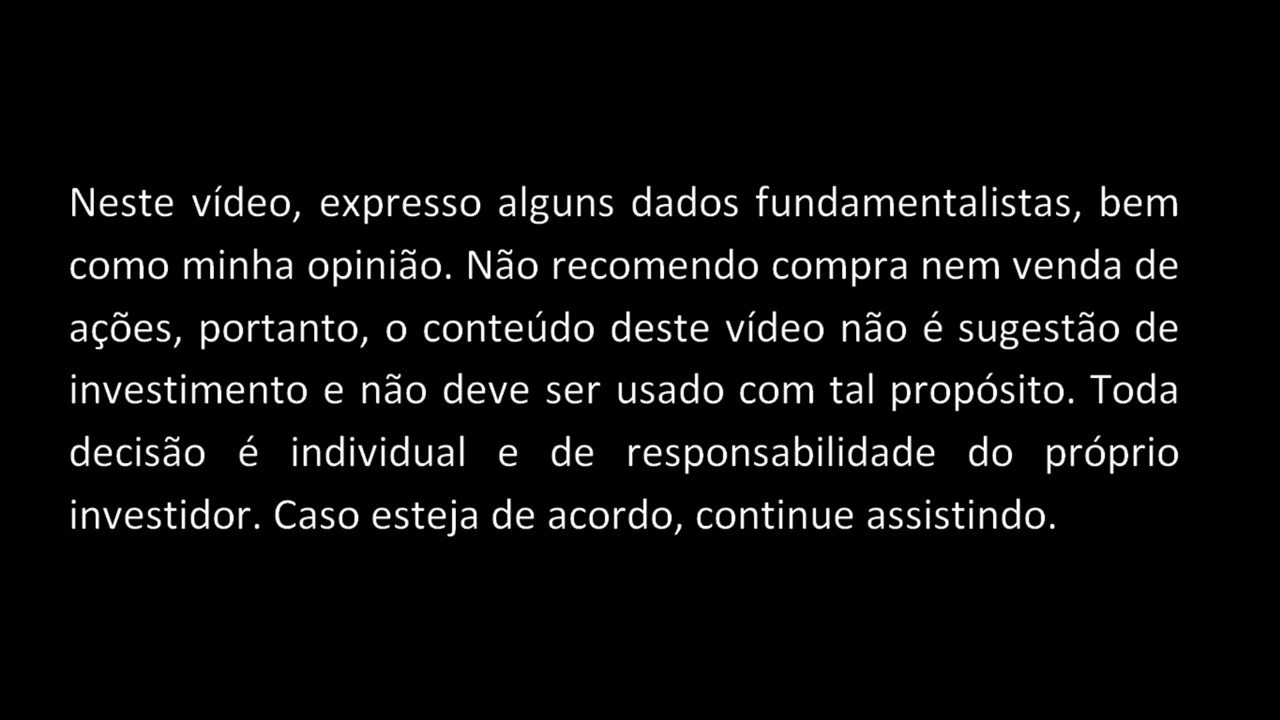 Neste vídeo, expresso alguns dados fundamentalistas, bem
como minha opinião. Não recomendo compra nem venda de
ações, portanto, o conteúdo deste vídeo não é sugestão de
investimento e não deve ser usado com tal propósito. Toda
decisão é individual e de responsabilidade do próprio
investidor. Caso esteja de acordo, continue assistindo.